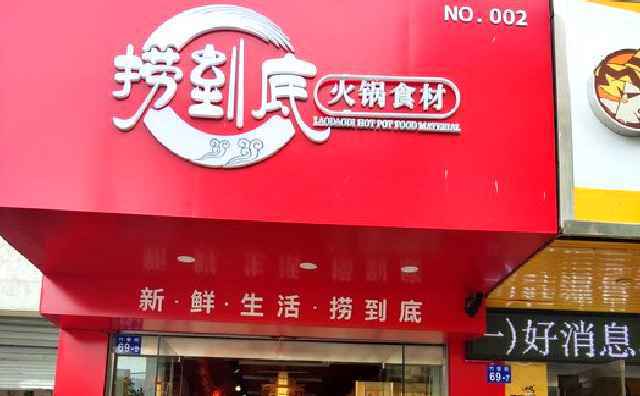 NO. 002
捞到底
火锅食材
LAODAODI HOT POT FOOD MATERIAL
新·鲜·生活·捞到底
一)好消息
69-
69-